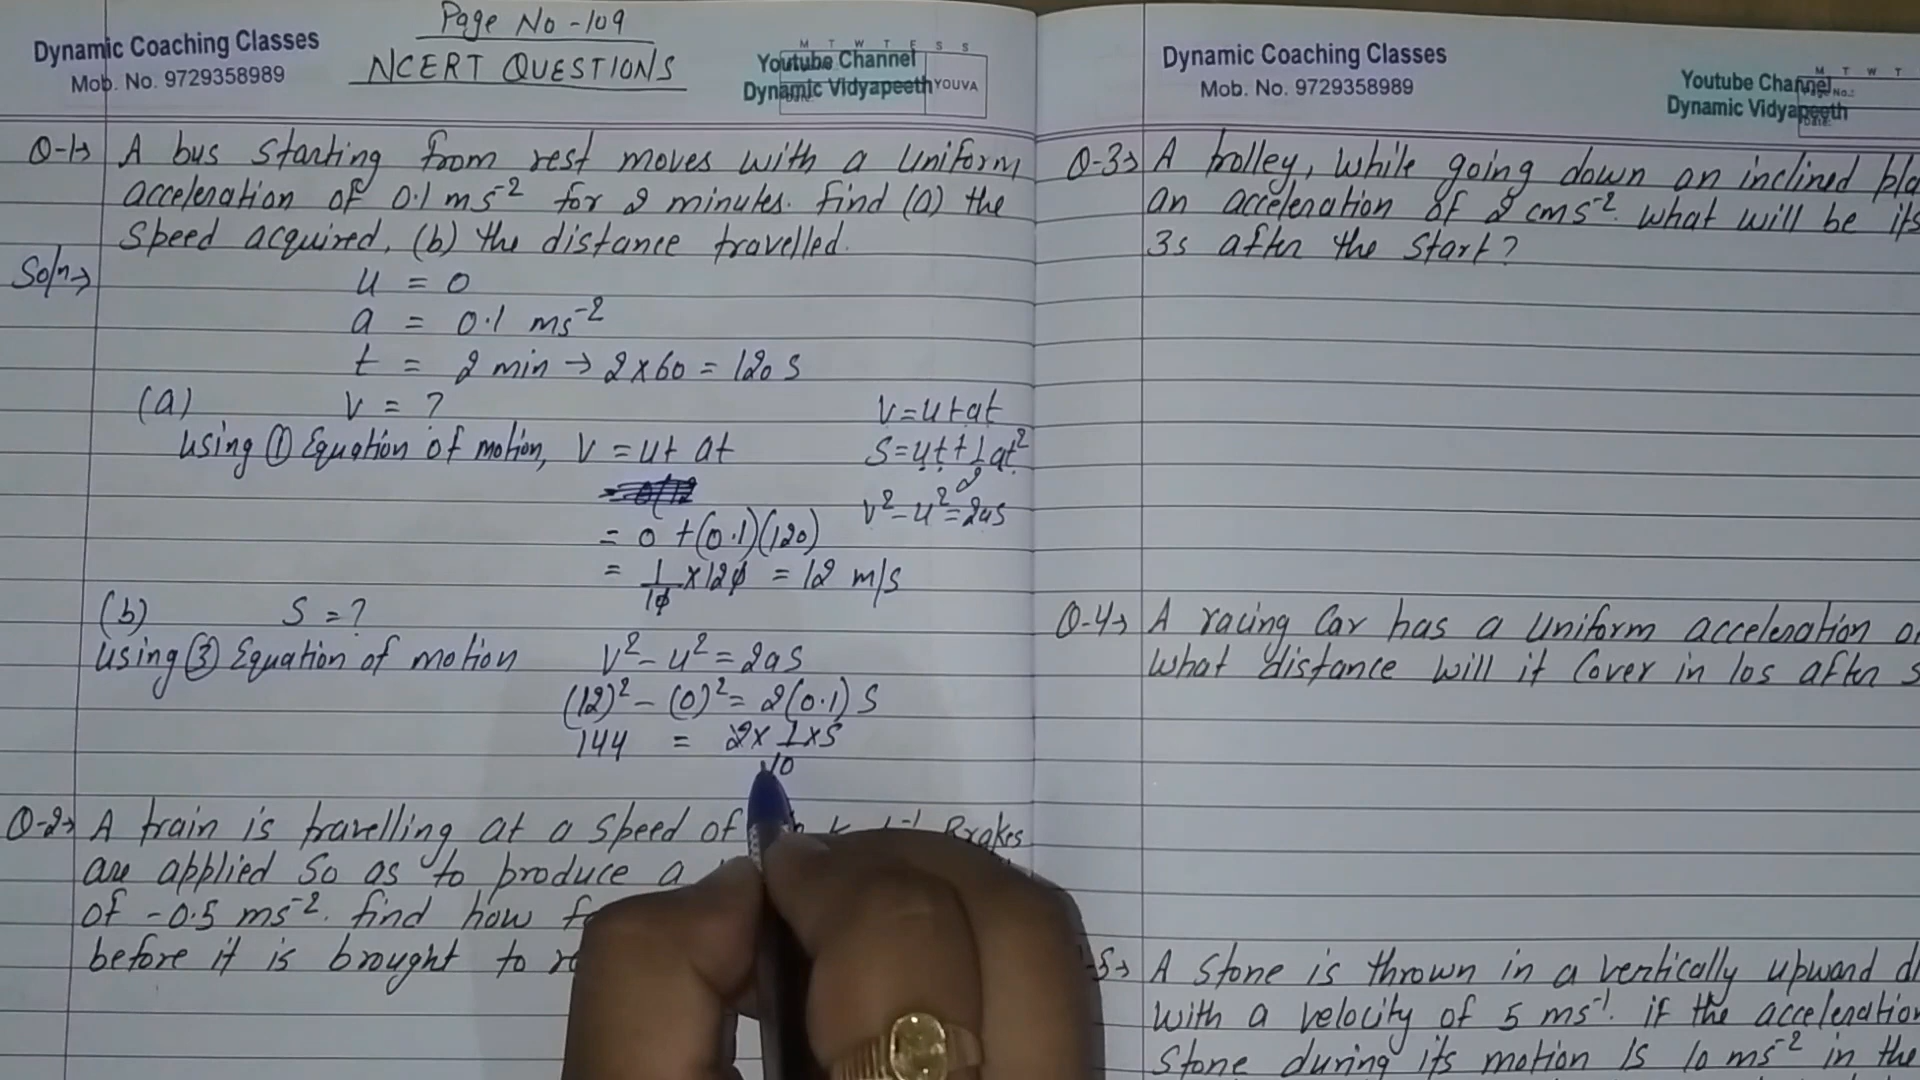 Page No-109
Dynamic Coaching Classes
Mob. No. 9729358989
NCERT QUESTIONS
M T W T F S S
Youtube Channel
Dynamic Vidyapeeth YOUVA
Q-1→ A bus starting from rest moves with a uniform
acceleration of 0.1 ms⁻² for 2 minutes. find (a) the
speed acquired, (b) the distance travelled.
Soln→
u = 0
a = 0.1 ms⁻²
t = 2 min → 2×60 = 120 s
(a) v = ?
using ① Equation of motion, v = u+at
= 0 + (0.1)(120)
= 1/10 × 120 = 12 m/s
v = u+at
s = ut + 1/2 at²
v² - u² = 2as
(b) s = ?
using ③ Equation of motion v² - u² = 2as
(12)² - (0)² = 2(0.1) s
144 = 2 × 1/10 × s
Q-2→ A train is travelling at a speed of Brakes
are applied so as to produce a
of -0.5 ms⁻². find how
before it is brought to
Dynamic Coaching Classes
Mob. No. 9729358989
M T W T
Youtube Channel
Dynamic Vidyapeeth
Q-3→ A trolley, while going down an inclined pla
an acceleration of 2 cms⁻². what will be its
3s after the start?
Q-4→ A racing car has a uniform acceleration o
what distance will it cover in 10s after s
-5→ A stone is thrown in a vertically upward d
with a velocity of 5 ms⁻¹. if the acceleration
stone during its motion is 10 ms⁻² in the